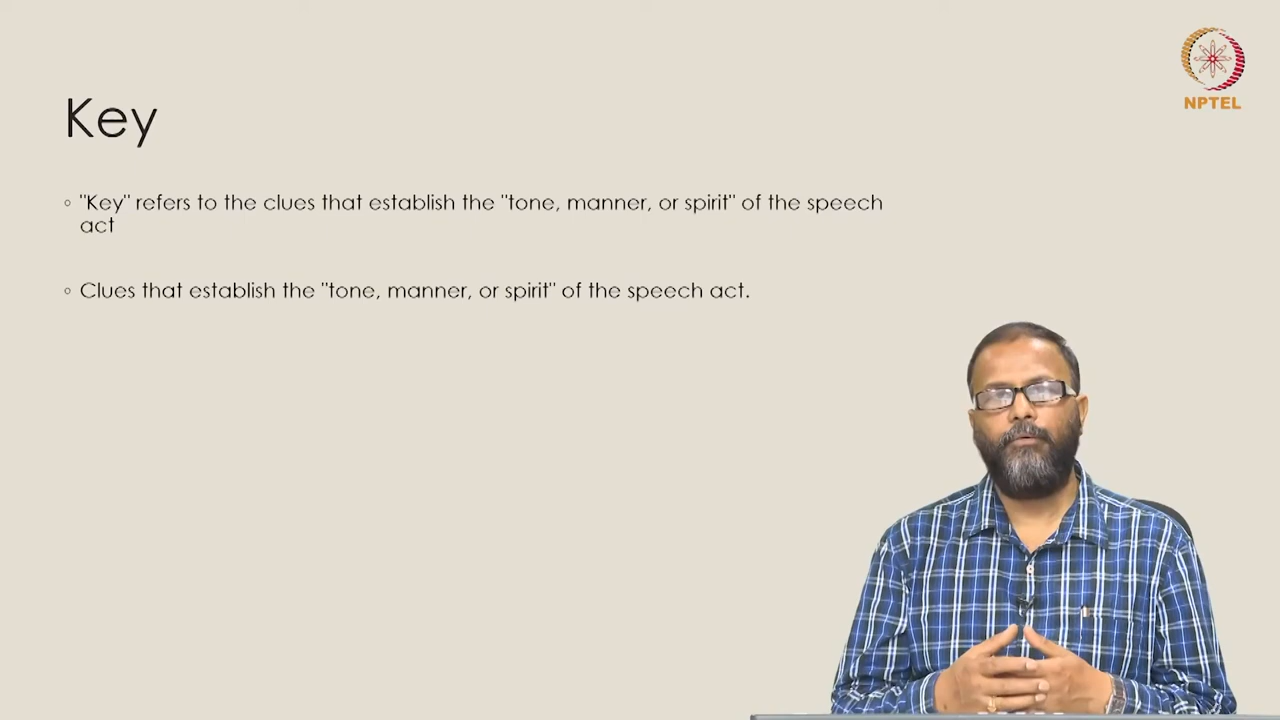 NPTEL
Key
"Key" refers to the clues that establish the "tone, manner, or spirit" of the speech
act
Clues that establish the "tone, manner, or spirit" of the speech act.